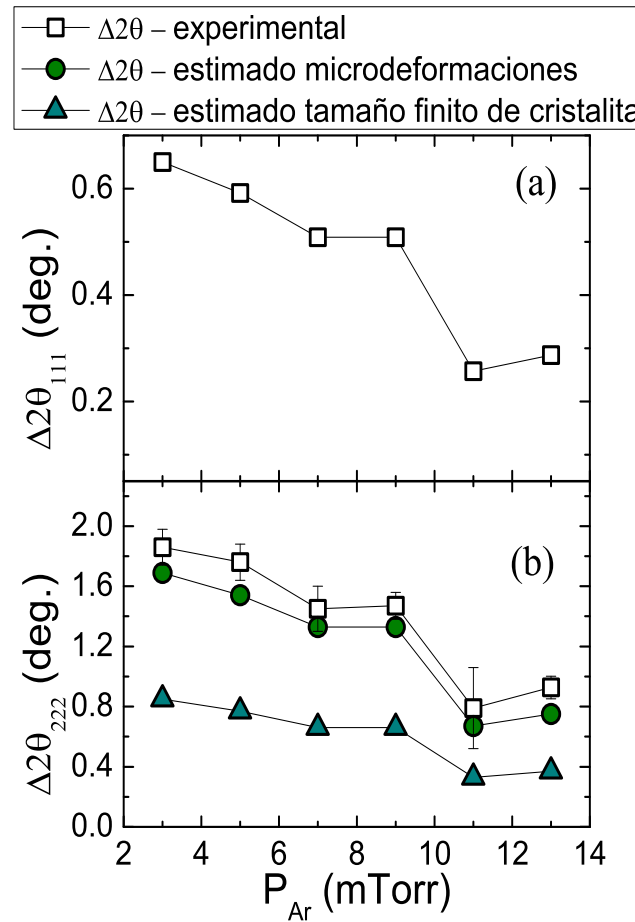 Δ2θ – experimental
Δ2θ – estimado microdeformaciones
Δ2θ – estimado tamaño finito de cristalita
(a)
0.6
0.4
0.2
Δ2θ111 (deg.)
(b)
2.0
1.6
1.2
0.8
0.4
0.0
Δ2θ222 (deg.)
2 4 6 8 10 12 14
PAr (mTorr)